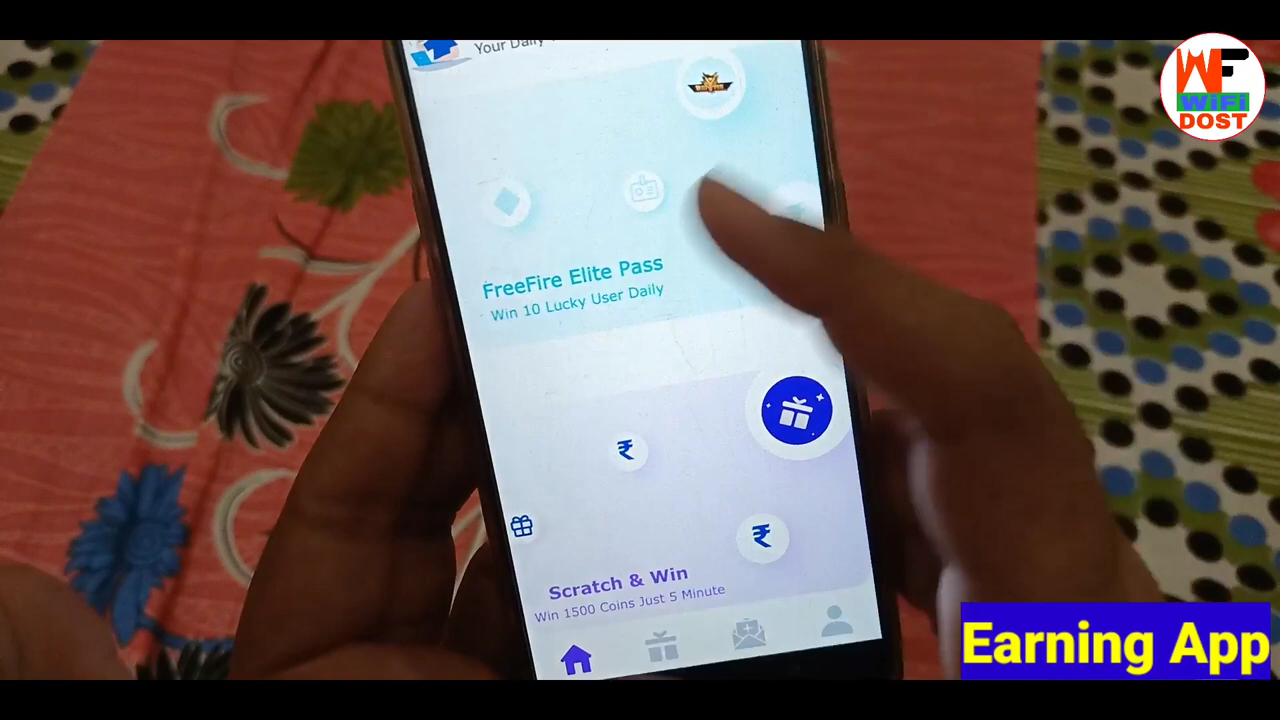 Your Daily
WF
WiFi
DOST
FreeFire Elite Pass
Win 10 Lucky User Daily
₹
₹
Scratch & Win
Win 1500 Coins Just 5 Minute
Earning App